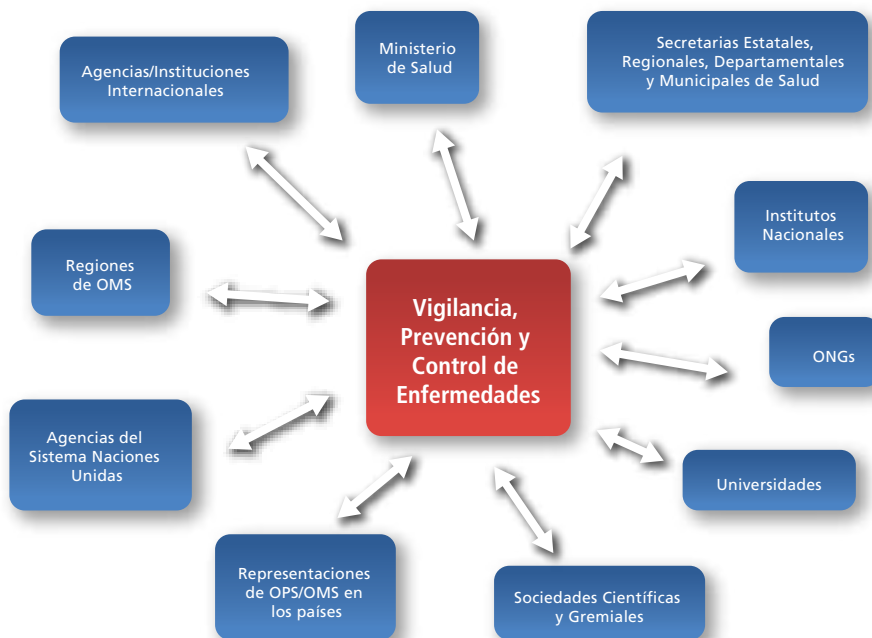 Ministerio
de Salud
Secretarias Estatales,
Regionales, Departamentales
y Municipales de Salud
Agencias/Instituciones
Internacionales
Institutos
Nacionales
Regiones
de OMS
Vigilancia,
Prevención y
Control de
Enfermedades
ONGs
Agencias del
Sistema Naciones
Unidas
Universidades
Representaciones
de OPS/OMS en
los países
Sociedades Científicas
y Gremiales